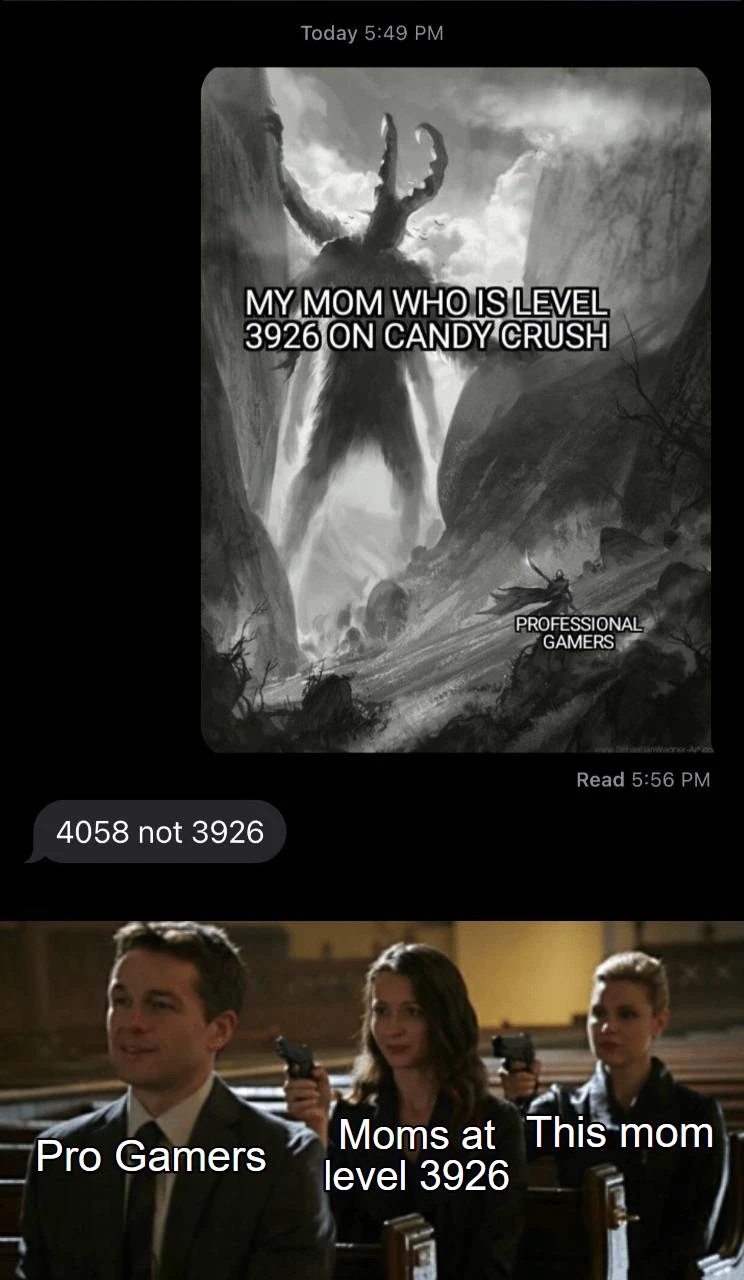 Today 5:49 PM
MY MOM WHO IS LEVEL
3926 ON CANDY CRUSH
PROFESSIONAL
GAMERS
Read 5:56 PM
4058 not 3926
Pro Gamers
Moms at
level 3926
This mom